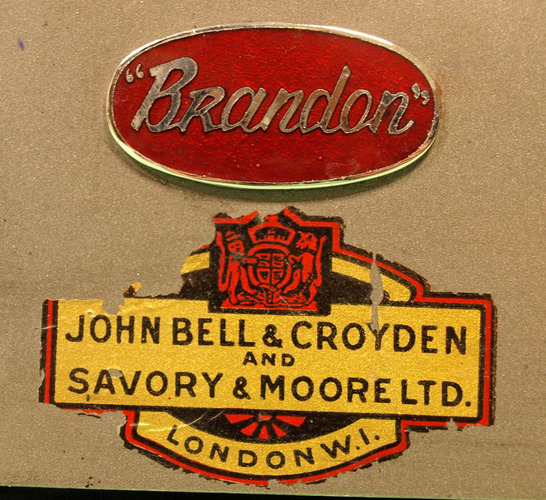 "Brandon"
JOHN BELL & CROYDEN
AND
SAVORY & MOORE LTD.
LONDON W.I.